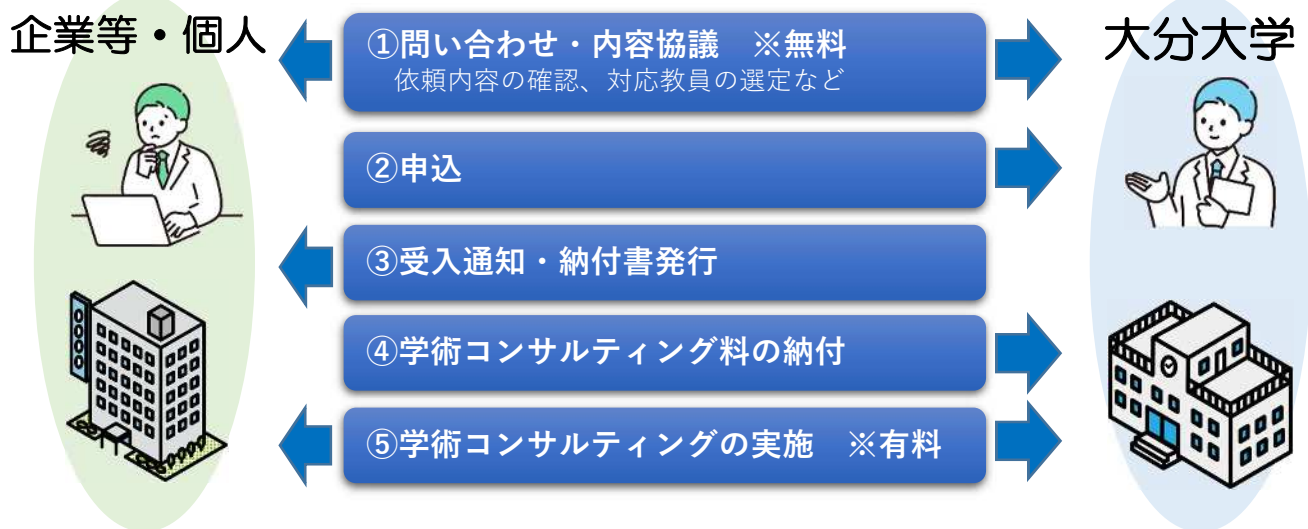 企業等・個人
大分大学
①問い合わせ・内容協議　※無料
依頼内容の確認、対応教員の選定など
②申込
③受入通知・納付書発行
④学術コンサルティング料の納付
⑤学術コンサルティングの実施　※有料